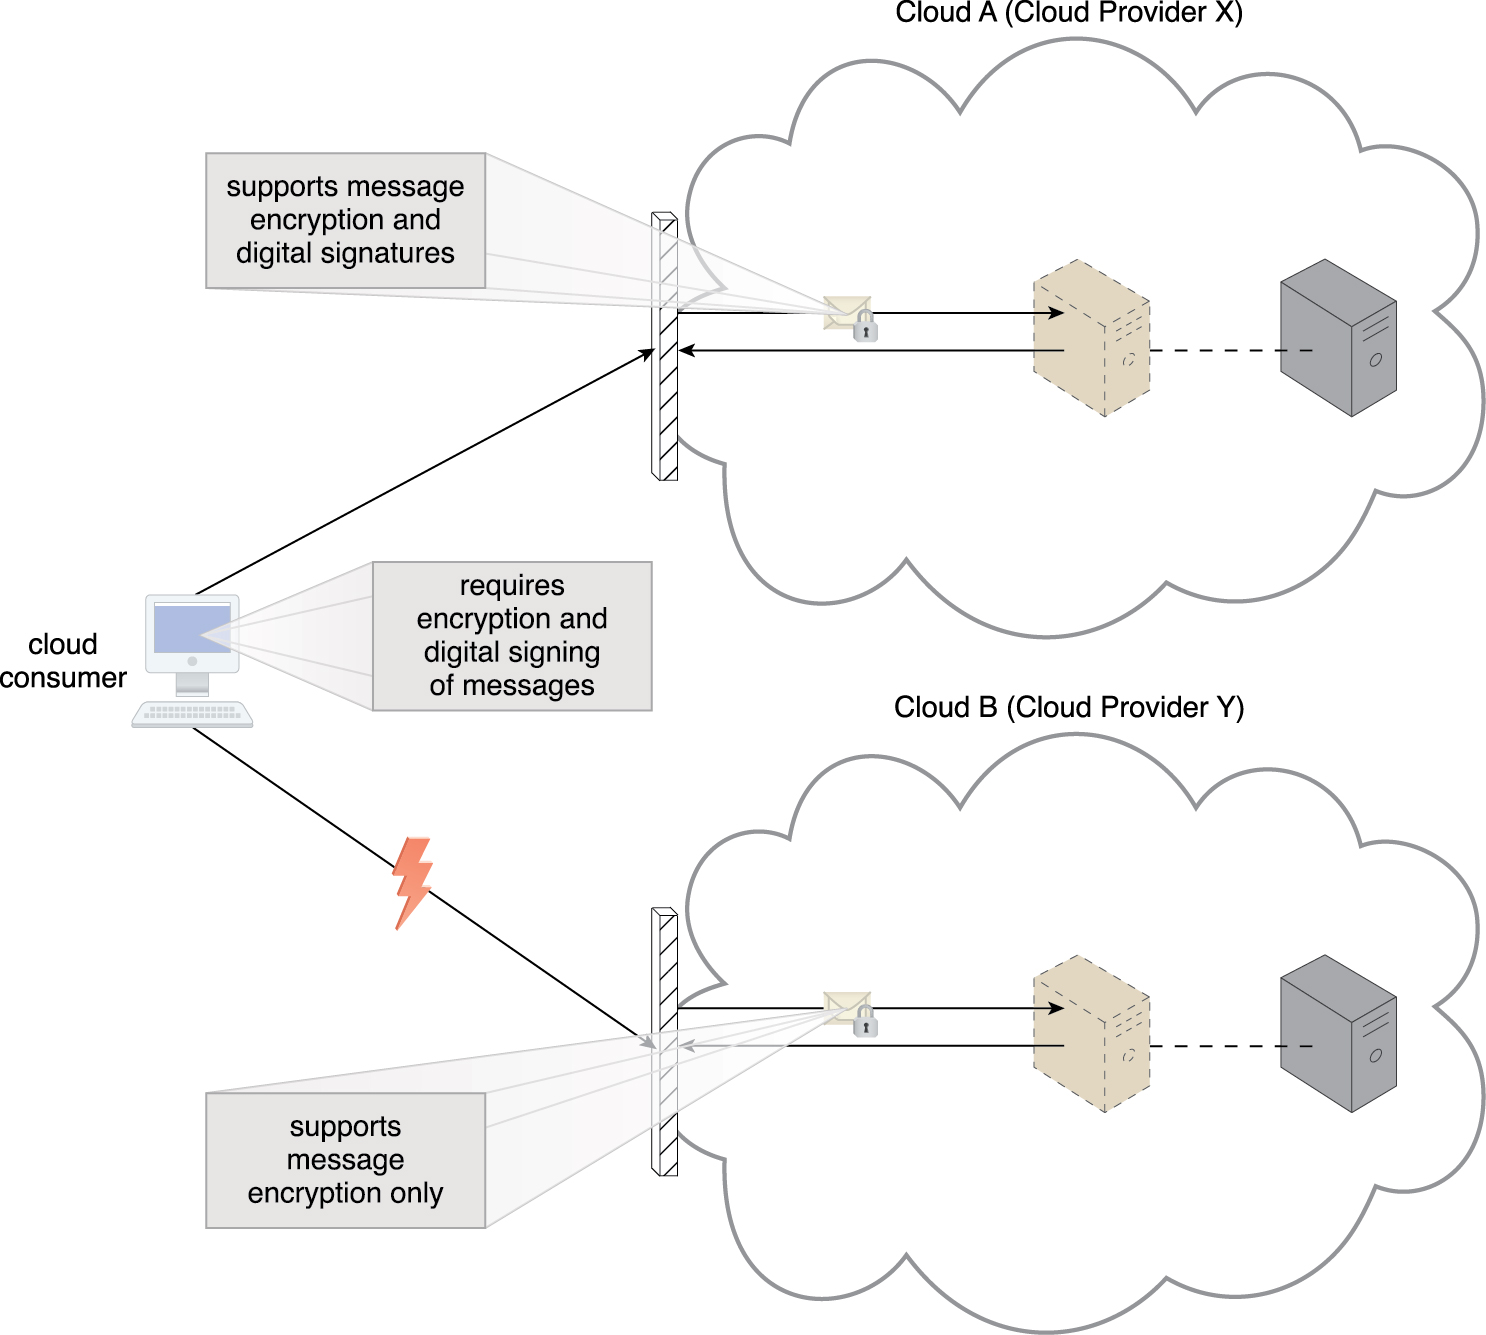 Cloud A (Cloud Provider X)
supports message
encryption and
digital signatures
requires
encryption and
digital signing
of messages
cloud
consumer
Cloud B (Cloud Provider Y)
supports
message
encryption only